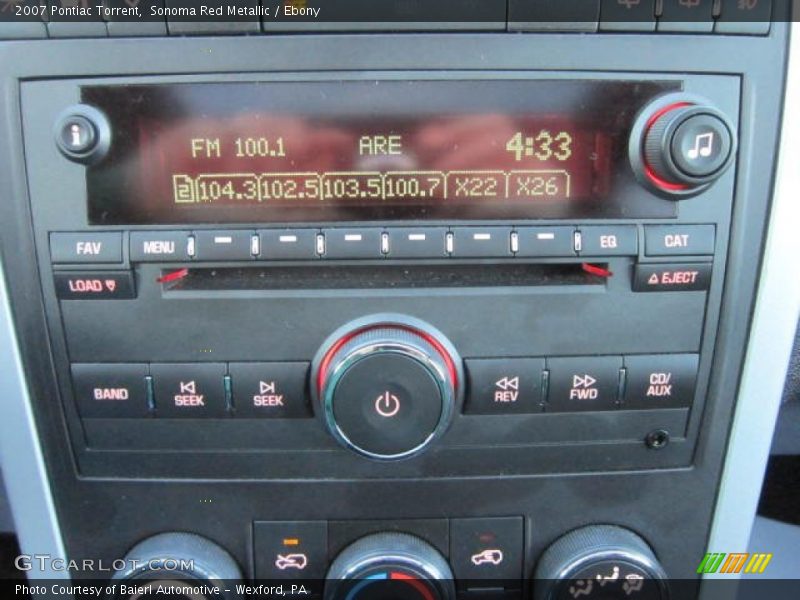 2007 Pontiac Torrent,  Sonoma Red Metallic / Ebony
i
FM 100.1 ARE 4:33
2 104.3 102.5 103.5 100.7 X22 X26
FAV MENU EQ CAT
LOAD EJECT
BAND SEEK SEEK REV FWD CD/
AUX
GTCARLOT.COM
Photo Courtesy of Baierl Automotive - Wexford, PA